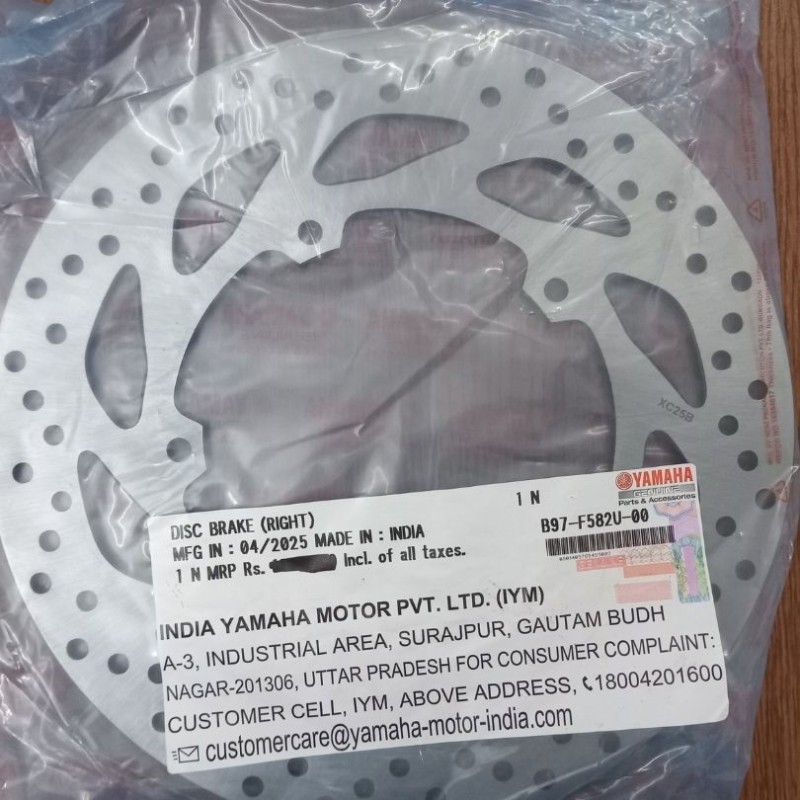 XC25B
YAMAHA
GENUINE
Parts & Accessories
DISC BRAKE (RIGHT)
1 N
B97-F582U-00
MFG IN : 04/2025 MADE IN : INDIA
1 N MRP Rs. Incl. of all taxes.
INDIA YAMAHA MOTOR PVT. LTD. (IYM)
A-3, INDUSTRIAL AREA, SURAJPUR, GAUTAM BUDH
NAGAR-201306, UTTAR PRADESH FOR CONSUMER COMPLAINT:
CUSTOMER CELL, IYM, ABOVE ADDRESS, 18004201600
customercare@yamaha-motor-india.com